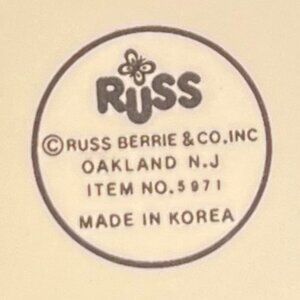 RUSS
© RUSS BERRIE & CO, INC
OAKLAND N.J
ITEM NO. 5971
MADE IN KOREA